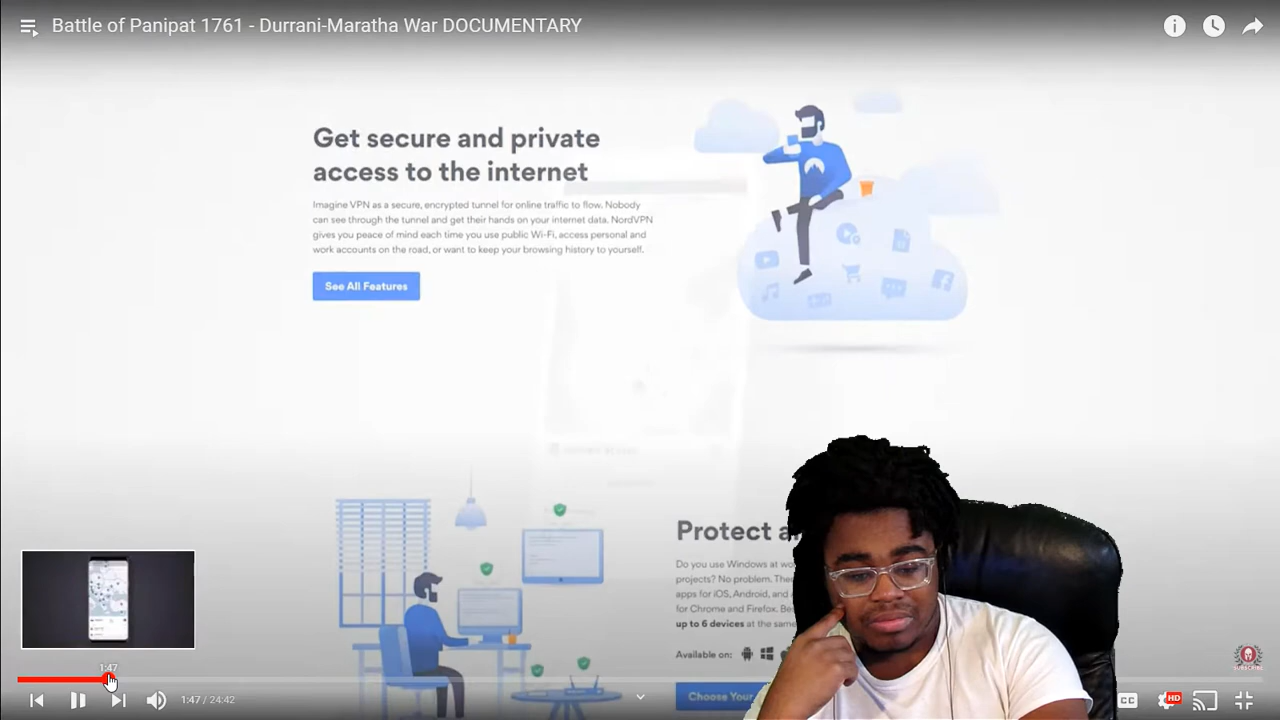 Battle of Panipat 1761 - Durrani-Maratha War DOCUMENTARY
Get secure and private
access to the internet
Imagine VPN as a secure, encrypted tunnel for online traffic to flow. Nobody
can see through the tunnel and get their hands on your internet data. NordVPN
gives you peace of mind each time you use public Wi-Fi, access personal and
work accounts on the road, or want to keep your browsing history to yourself.
See All Features
Protect a
Do you use Windows at wo
projects? No problem. The
apps for iOS, Android, and
for Chrome and Firefox. Be
up to 6 devices at the same
Available on:
Choose Your
1:47
1:47 / 24:42
SUBSCRIBE
CC
HD